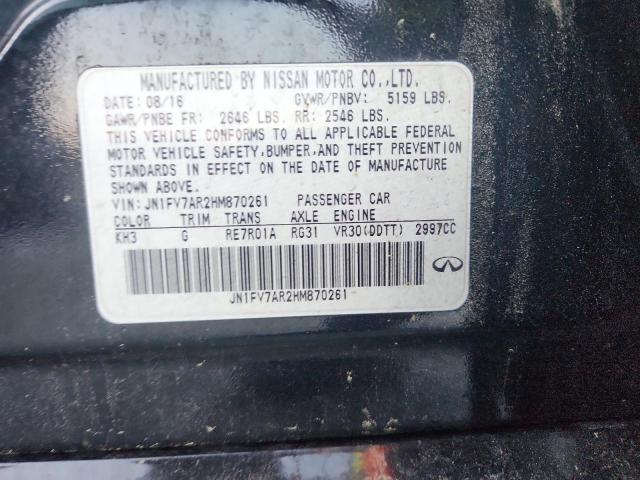 MANUFACTURED BY NISSAN MOTOR CO.,LTD.
DATE: 08/16 GVWR/PNBV: 5159 LBS.
GAWR/PNBE FR: 2646 LBS. RR: 2546 LBS.
THIS VEHICLE CONFORMS TO ALL APPLICABLE FEDERAL
MOTOR VEHICLE SAFETY,BUMPER,AND THEFT PREVENTION
STANDARDS IN EFFECT ON THE DATE OF MANUFACTURE
SHOWN ABOVE.
VIN: JN1FV7AR2HM870261 PASSENGER CAR
COLOR TRIM TRANS AXLE ENGINE
KH3 G RE7R01A RG31 VR30(DDTT) 2997CC
JN1FV7AR2HM870261